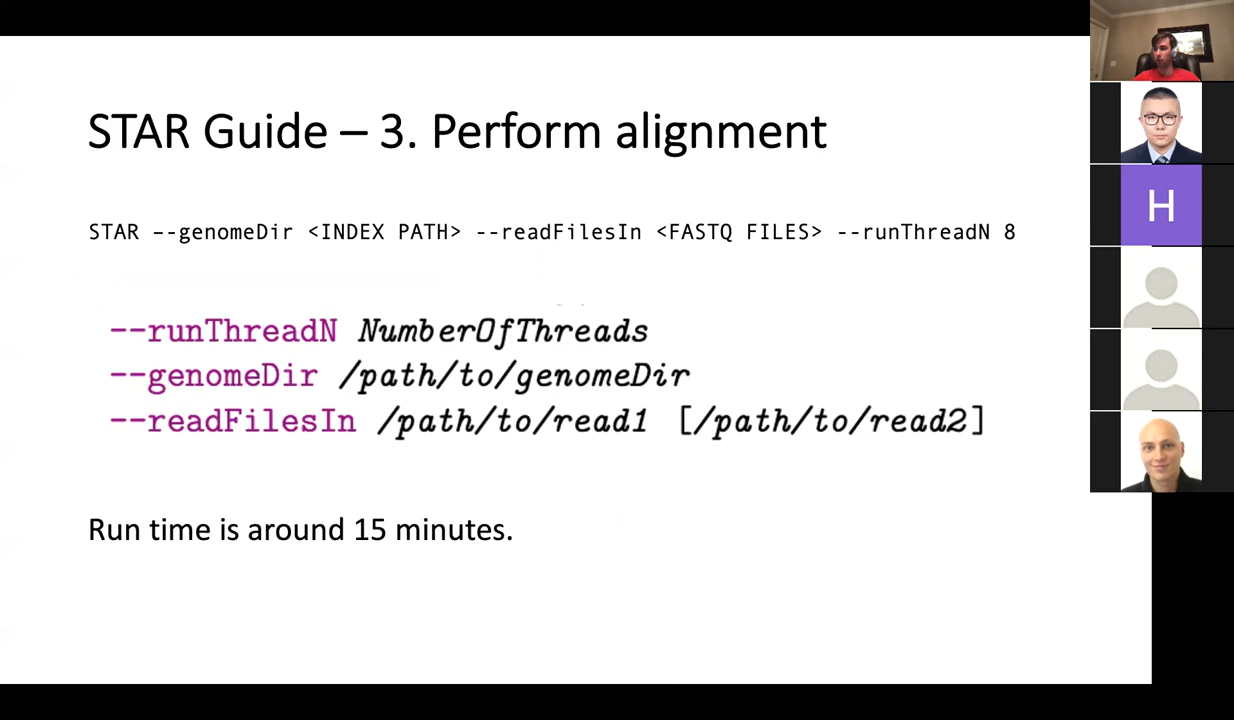 STAR Guide – 3. Perform alignment
STAR –-genomeDir <INDEX PATH> --readFilesIn <FASTQ FILES> --runThreadN 8
--runThreadN NumberOfThreads
--genomeDir /path/to/genomeDir
--readFilesIn /path/to/read1 [/path/to/read2]
Run time is around 15 minutes.
H